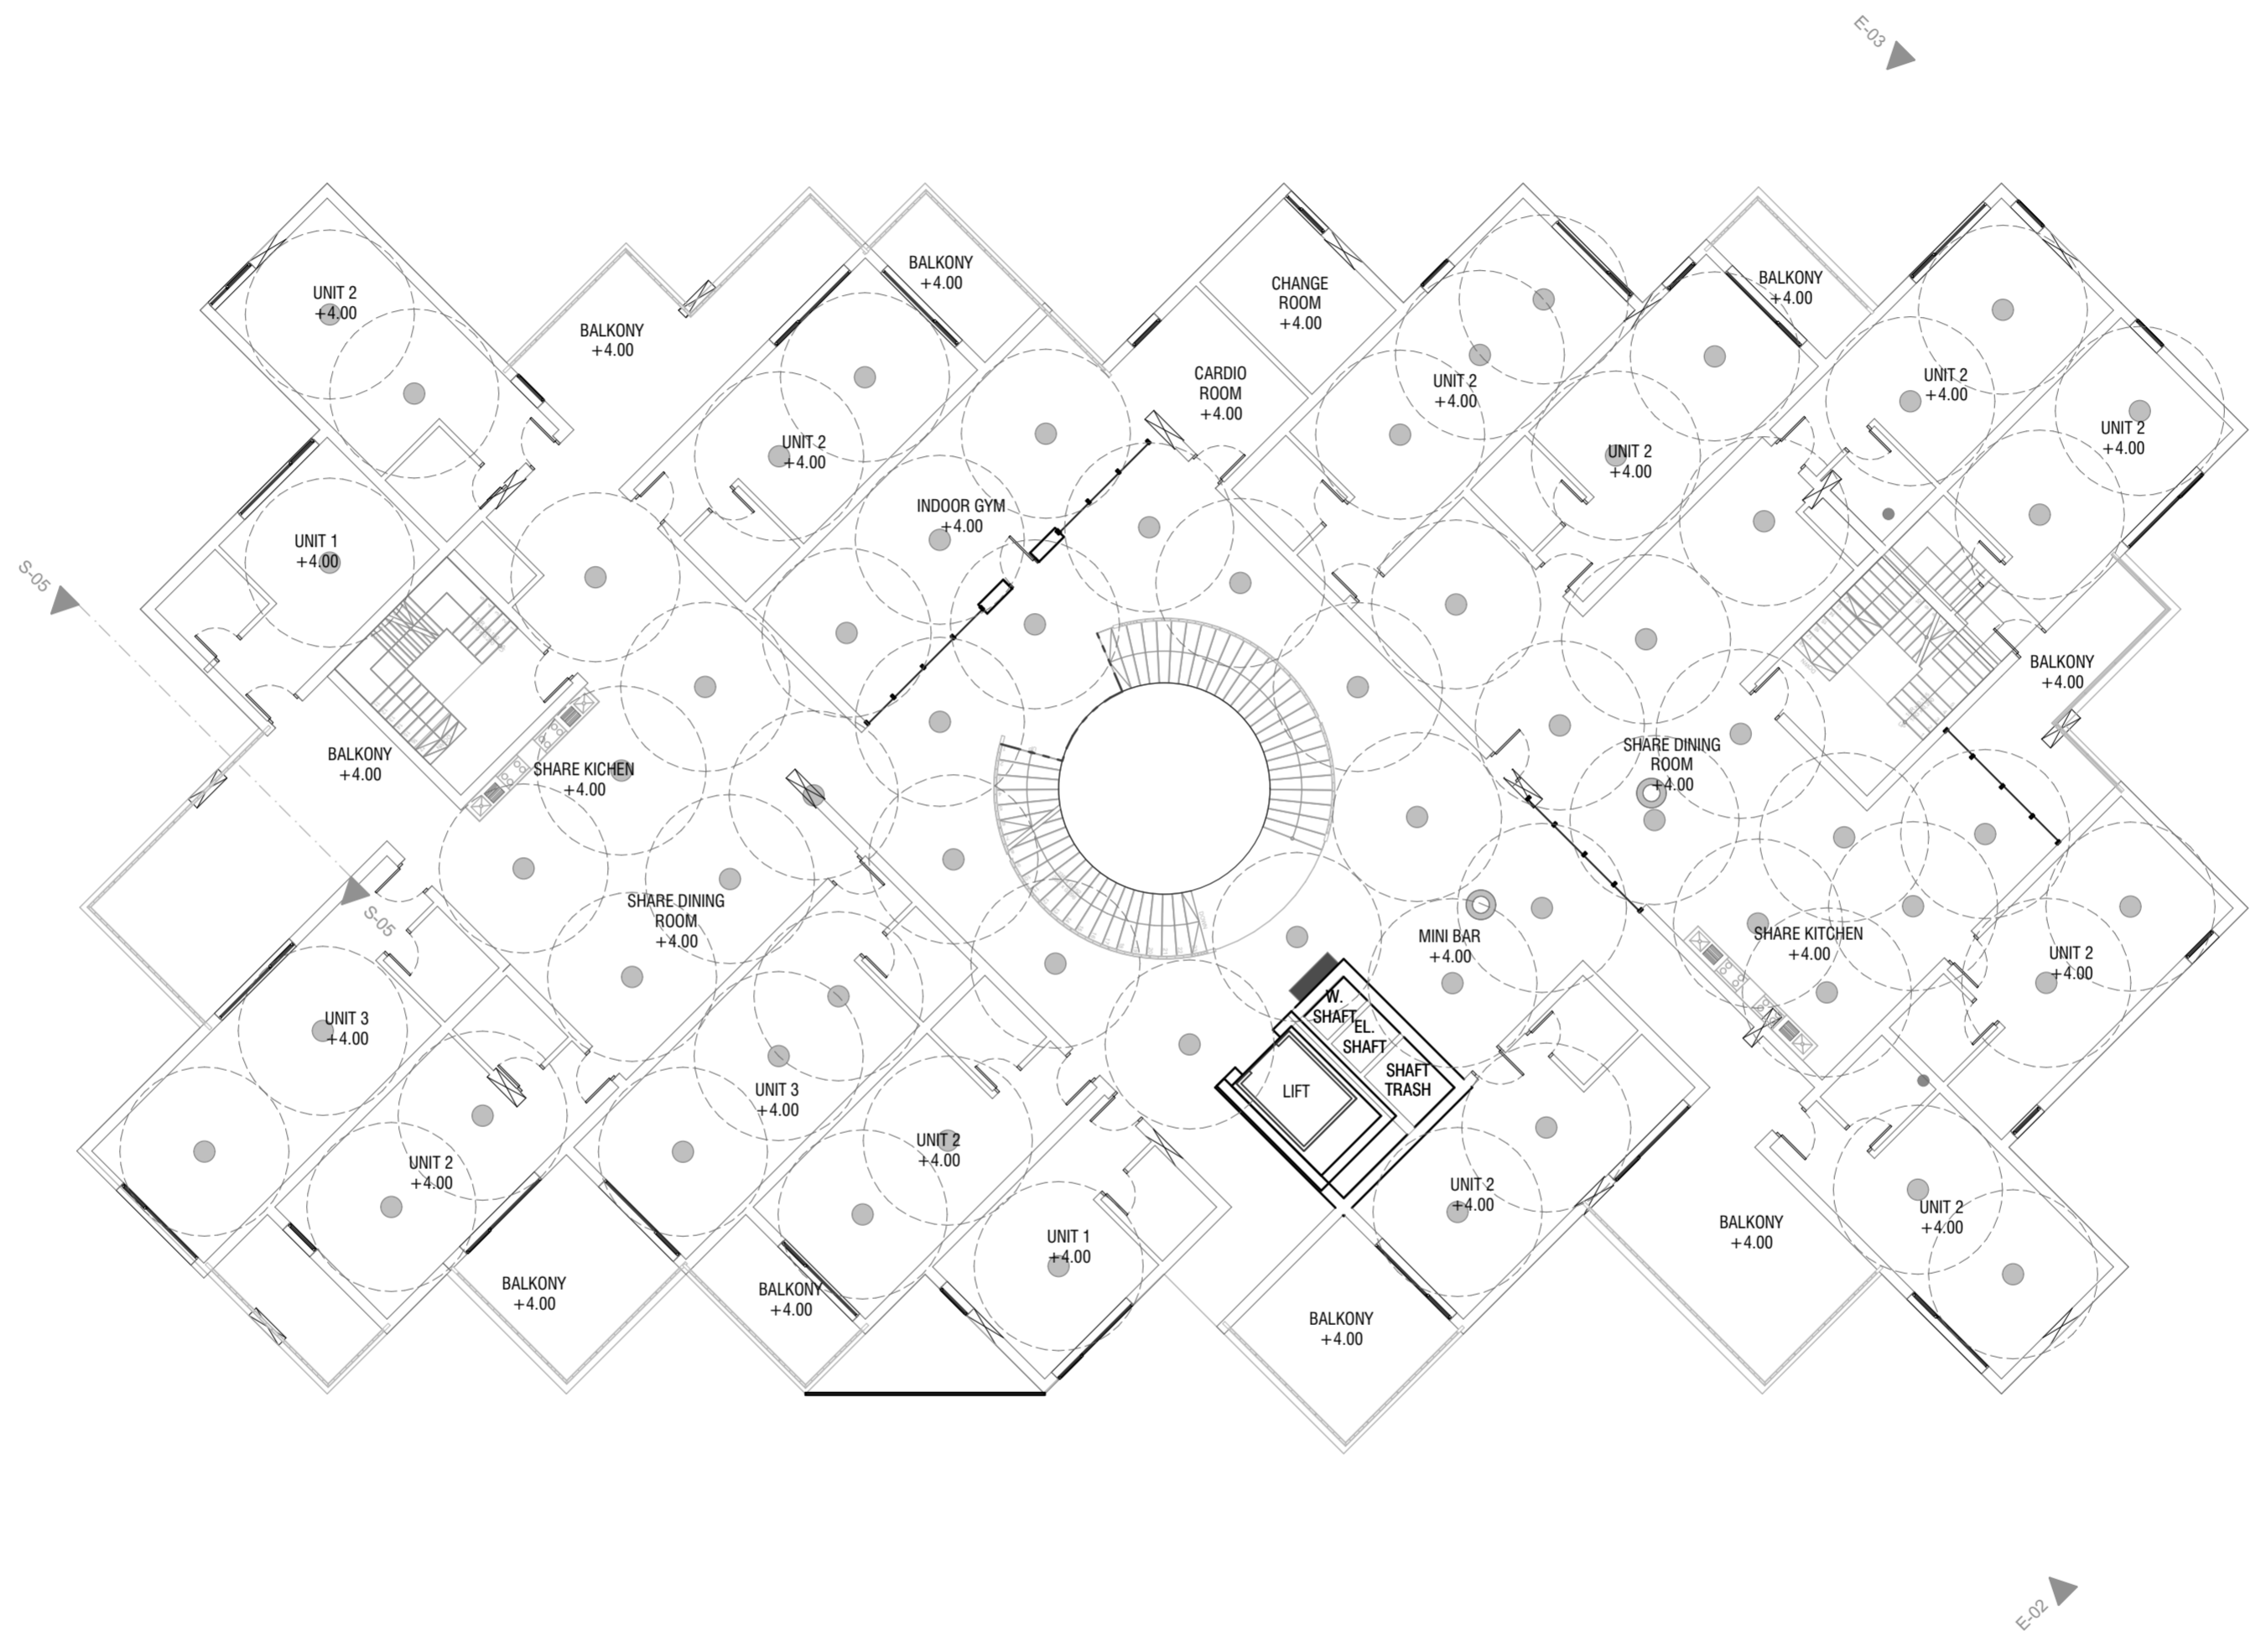 E-03
BALKONY
+4.00
UNIT 2
+4.00
BALKONY
+4.00
CHANGE
ROOM
+4.00
BALKONY
+4.00
CARDIO
ROOM
+4.00
UNIT 2
+4.00
UNIT 2
+4.00
UNIT 2
+4.00
UNIT 2
+4.00
UNIT 2
+4.00
INDOOR GYM
+4.00
UNIT 1
+4.00
S-05
BALKONY
+4.00
BALKONY
+4.00
SHARE KICHEN
+4.00
SHARE DINING
ROOM
+4.00
SHARE DINING
ROOM
+4.00
S-05
MINI BAR
+4.00
SHARE KITCHEN
+4.00
UNIT 2
+4.00
W.
SHAFT
EL.
SHAFT
SHAFT
TRASH
LIFT
UNIT 3
+4.00
UNIT 3
+4.00
UNIT 2
+4.00
UNIT 2
+4.00
UNIT 2
+4.00
UNIT 2
+4.00
UNIT 1
+4.00
BALKONY
+4.00
BALKONY
+4.00
BALKONY
+4.00
BALKONY
+4.00
E-02